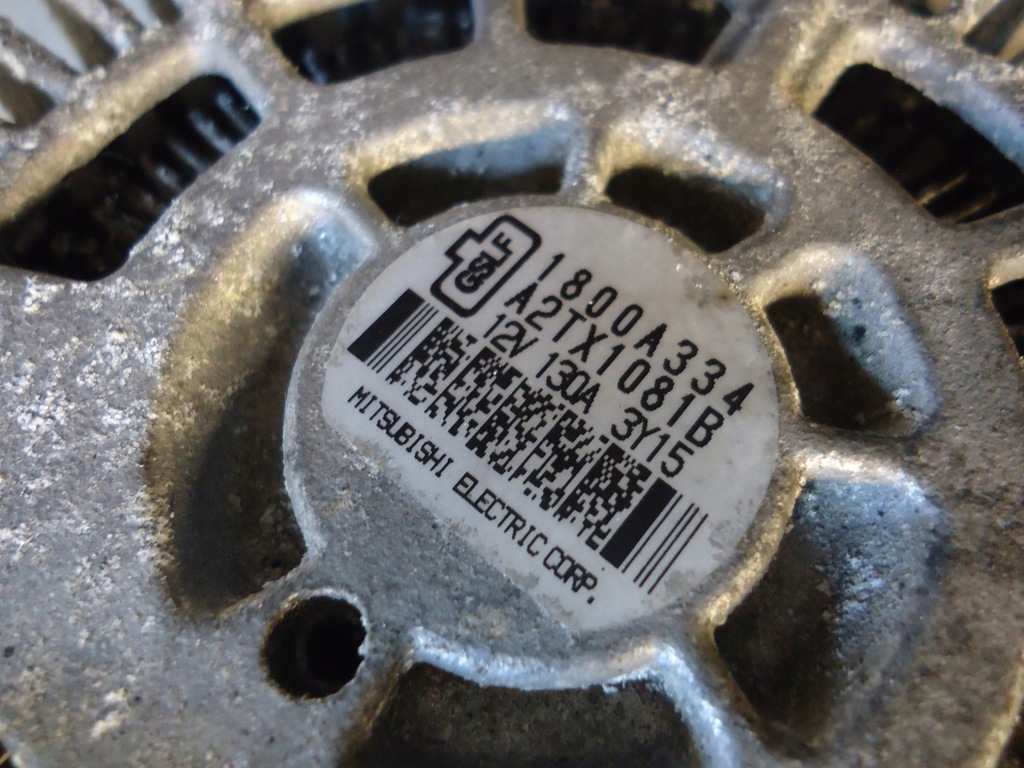 1800A334
A2TX1081B
12V 130A 3Y15
MITSUBISHI ELECTRIC CORP.